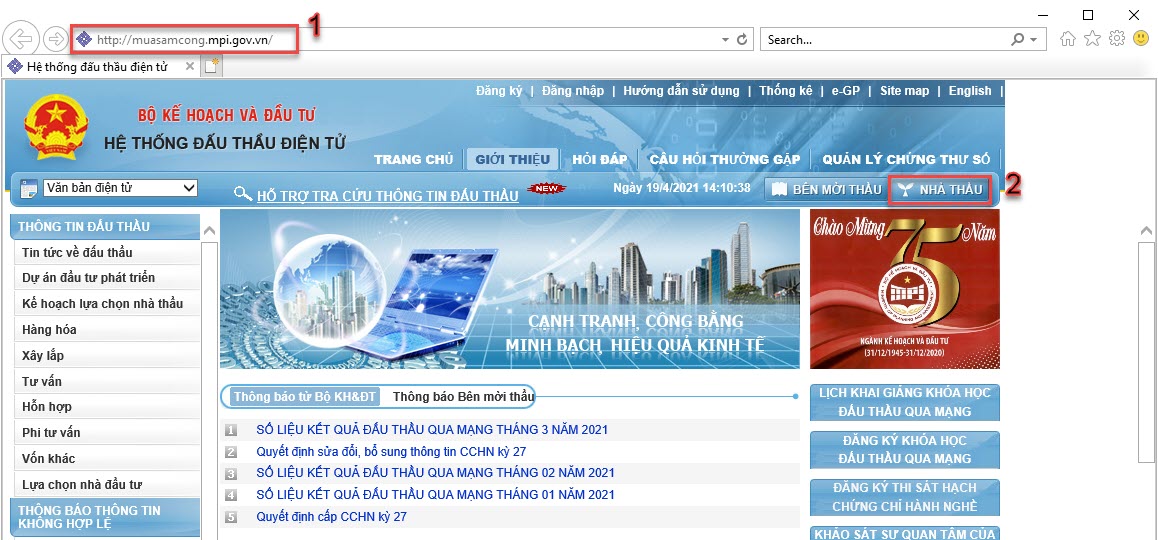 1
http://muasamcong.mpi.gov.vn/
Search...
Hệ thống đấu thầu điện tử
Đăng ký | Đăng nhập | Hướng dẫn sử dụng | Thống kê | e-GP | Site map | English |
BỘ KẾ HOẠCH VÀ ĐẦU TƯ
HỆ THỐNG ĐẤU THẦU ĐIỆN TỬ
TRANG CHỦ | GIỚI THIỆU | HỎI ĐÁP | CÂU HỎI THƯỜNG GẶP | QUẢN LÝ CHỨNG THƯ SỐ
Văn bản điện tử
HỖ TRỢ TRA CỨU THÔNG TIN ĐẤU THẦU
NEW
Ngày 19/4/2021 14:10:38
BÊN MỜI THẦU
NHÀ THẦU
2
THÔNG TIN ĐẤU THẦU
Tin tức về đấu thầu
Dự án đầu tư phát triển
Kế hoạch lựa chọn nhà thầu
Hàng hóa
Xây lắp
Tư vấn
Hỗn hợp
Phi tư vấn
Vốn khác
Lựa chọn nhà đầu tư
THÔNG BÁO THÔNG TIN
KHÔNG HỢP LỆ
CẠNH TRANH, CÔNG BẰNG
MINH BẠCH, HIỆU QUẢ KINH TẾ
Chào Mừng 75 Năm
MPI
NGÀNH KẾ HOẠCH VÀ ĐẦU TƯ
(31/12/1945-31/12/2020)
Thông báo từ Bộ KH&ĐT
Thông báo Bên mời thầu
1 SỐ LIỆU KẾT QUẢ ĐẤU THẦU QUA MẠNG THÁNG 3 NĂM 2021
2 Quyết định sửa đổi, bổ sung thông tin CCHN kỳ 27
3 SỐ LIỆU KẾT QUẢ ĐẤU THẦU QUA MẠNG THÁNG 02 NĂM 2021
4 SỐ LIỆU KẾT QUẢ ĐẤU THẦU QUA MẠNG THÁNG 01 NĂM 2021
5 Quyết định cấp CCHN kỳ 27
LỊCH KHAI GIẢNG KHÓA HỌC
ĐẤU THẦU QUA MẠNG
ĐĂNG KÝ KHÓA HỌC
ĐẤU THẦU QUA MẠNG
ĐĂNG KÝ THI SÁT HẠCH
CHỨNG CHỈ HÀNH NGHỀ
KHẢO SÁT SỰ QUAN TÂM CỦA